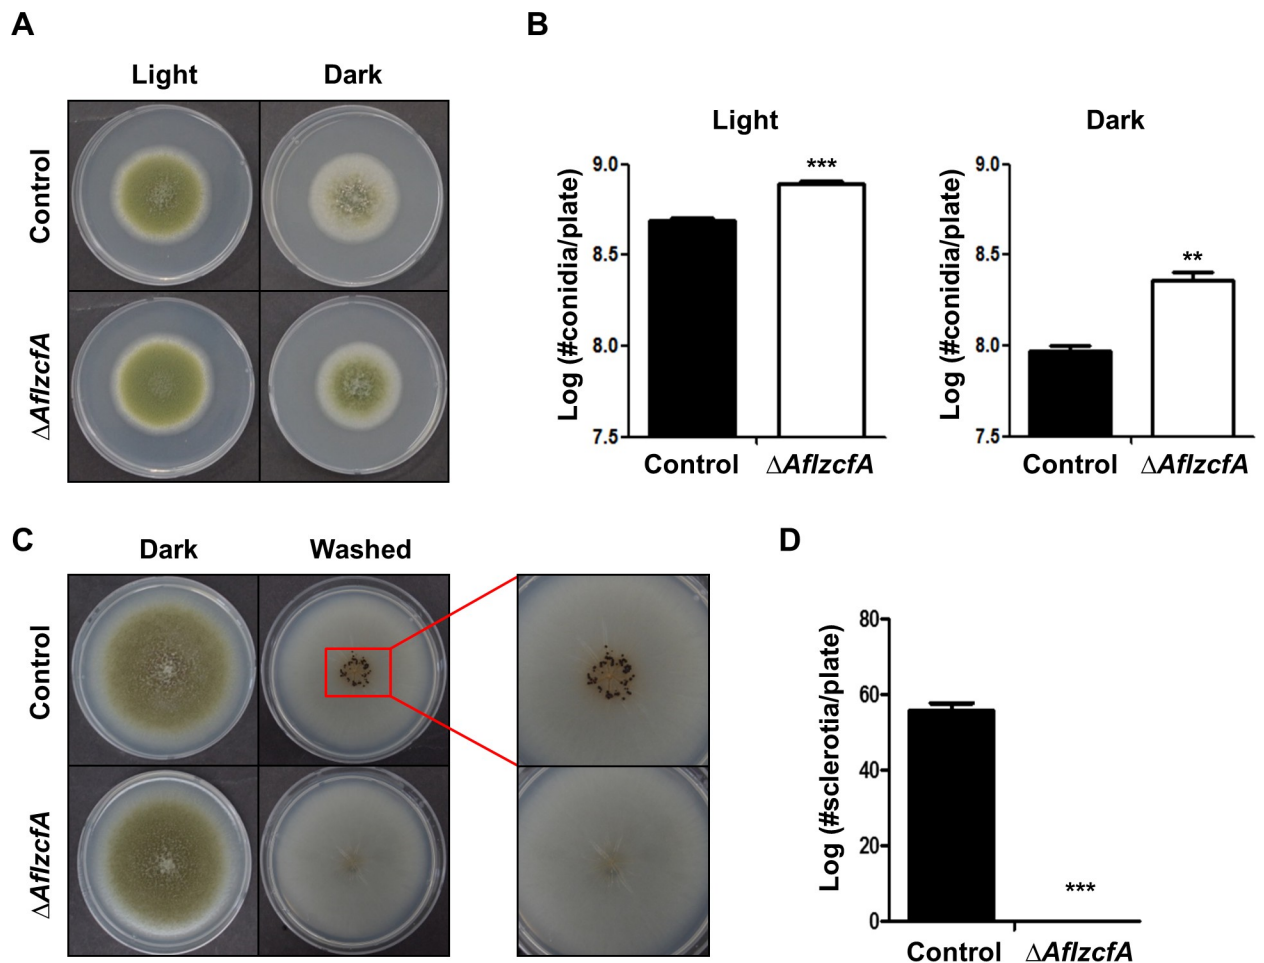 A
Light Dark
Control
ΔAflzcfA
B
Light
Log (#conidia/plate)
9.0
8.5
8.0
7.5
***
Control ΔAflzcfA
Dark
Log (#conidia/plate)
9.0
8.5
8.0
7.5
**
Control ΔAflzcfA
C
Dark Washed
Control
ΔAflzcfA
D
Log (#sclerotia/plate)
80
60
40
20
0
***
Control ΔAflzcfA